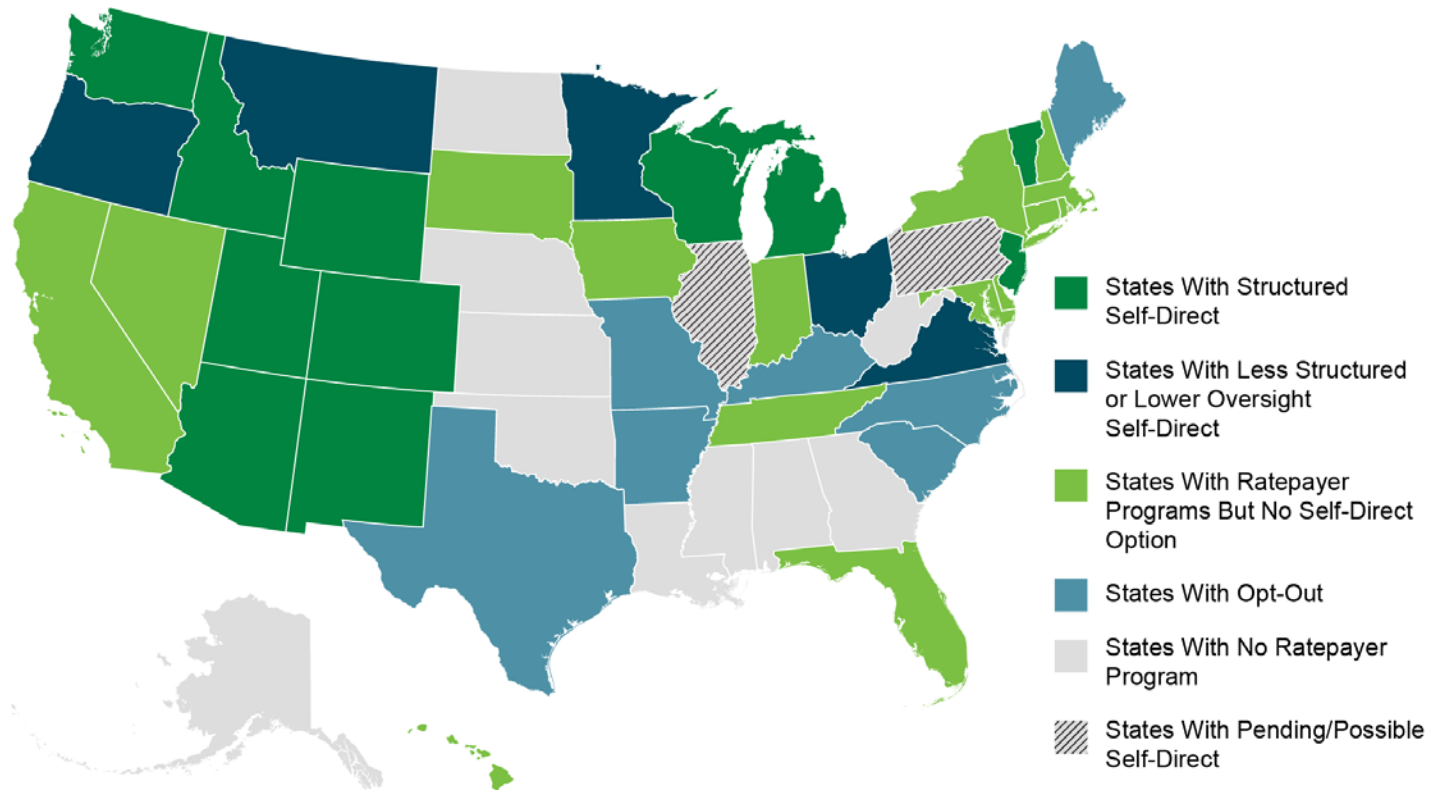 States With Structured
Self-Direct
States With Less Structured
or Lower Oversight
Self-Direct
States With Ratepayer
Programs But No Self-Direct
Option
States With Opt-Out
States With No Ratepayer
Program
States With Pending/Possible
Self-Direct